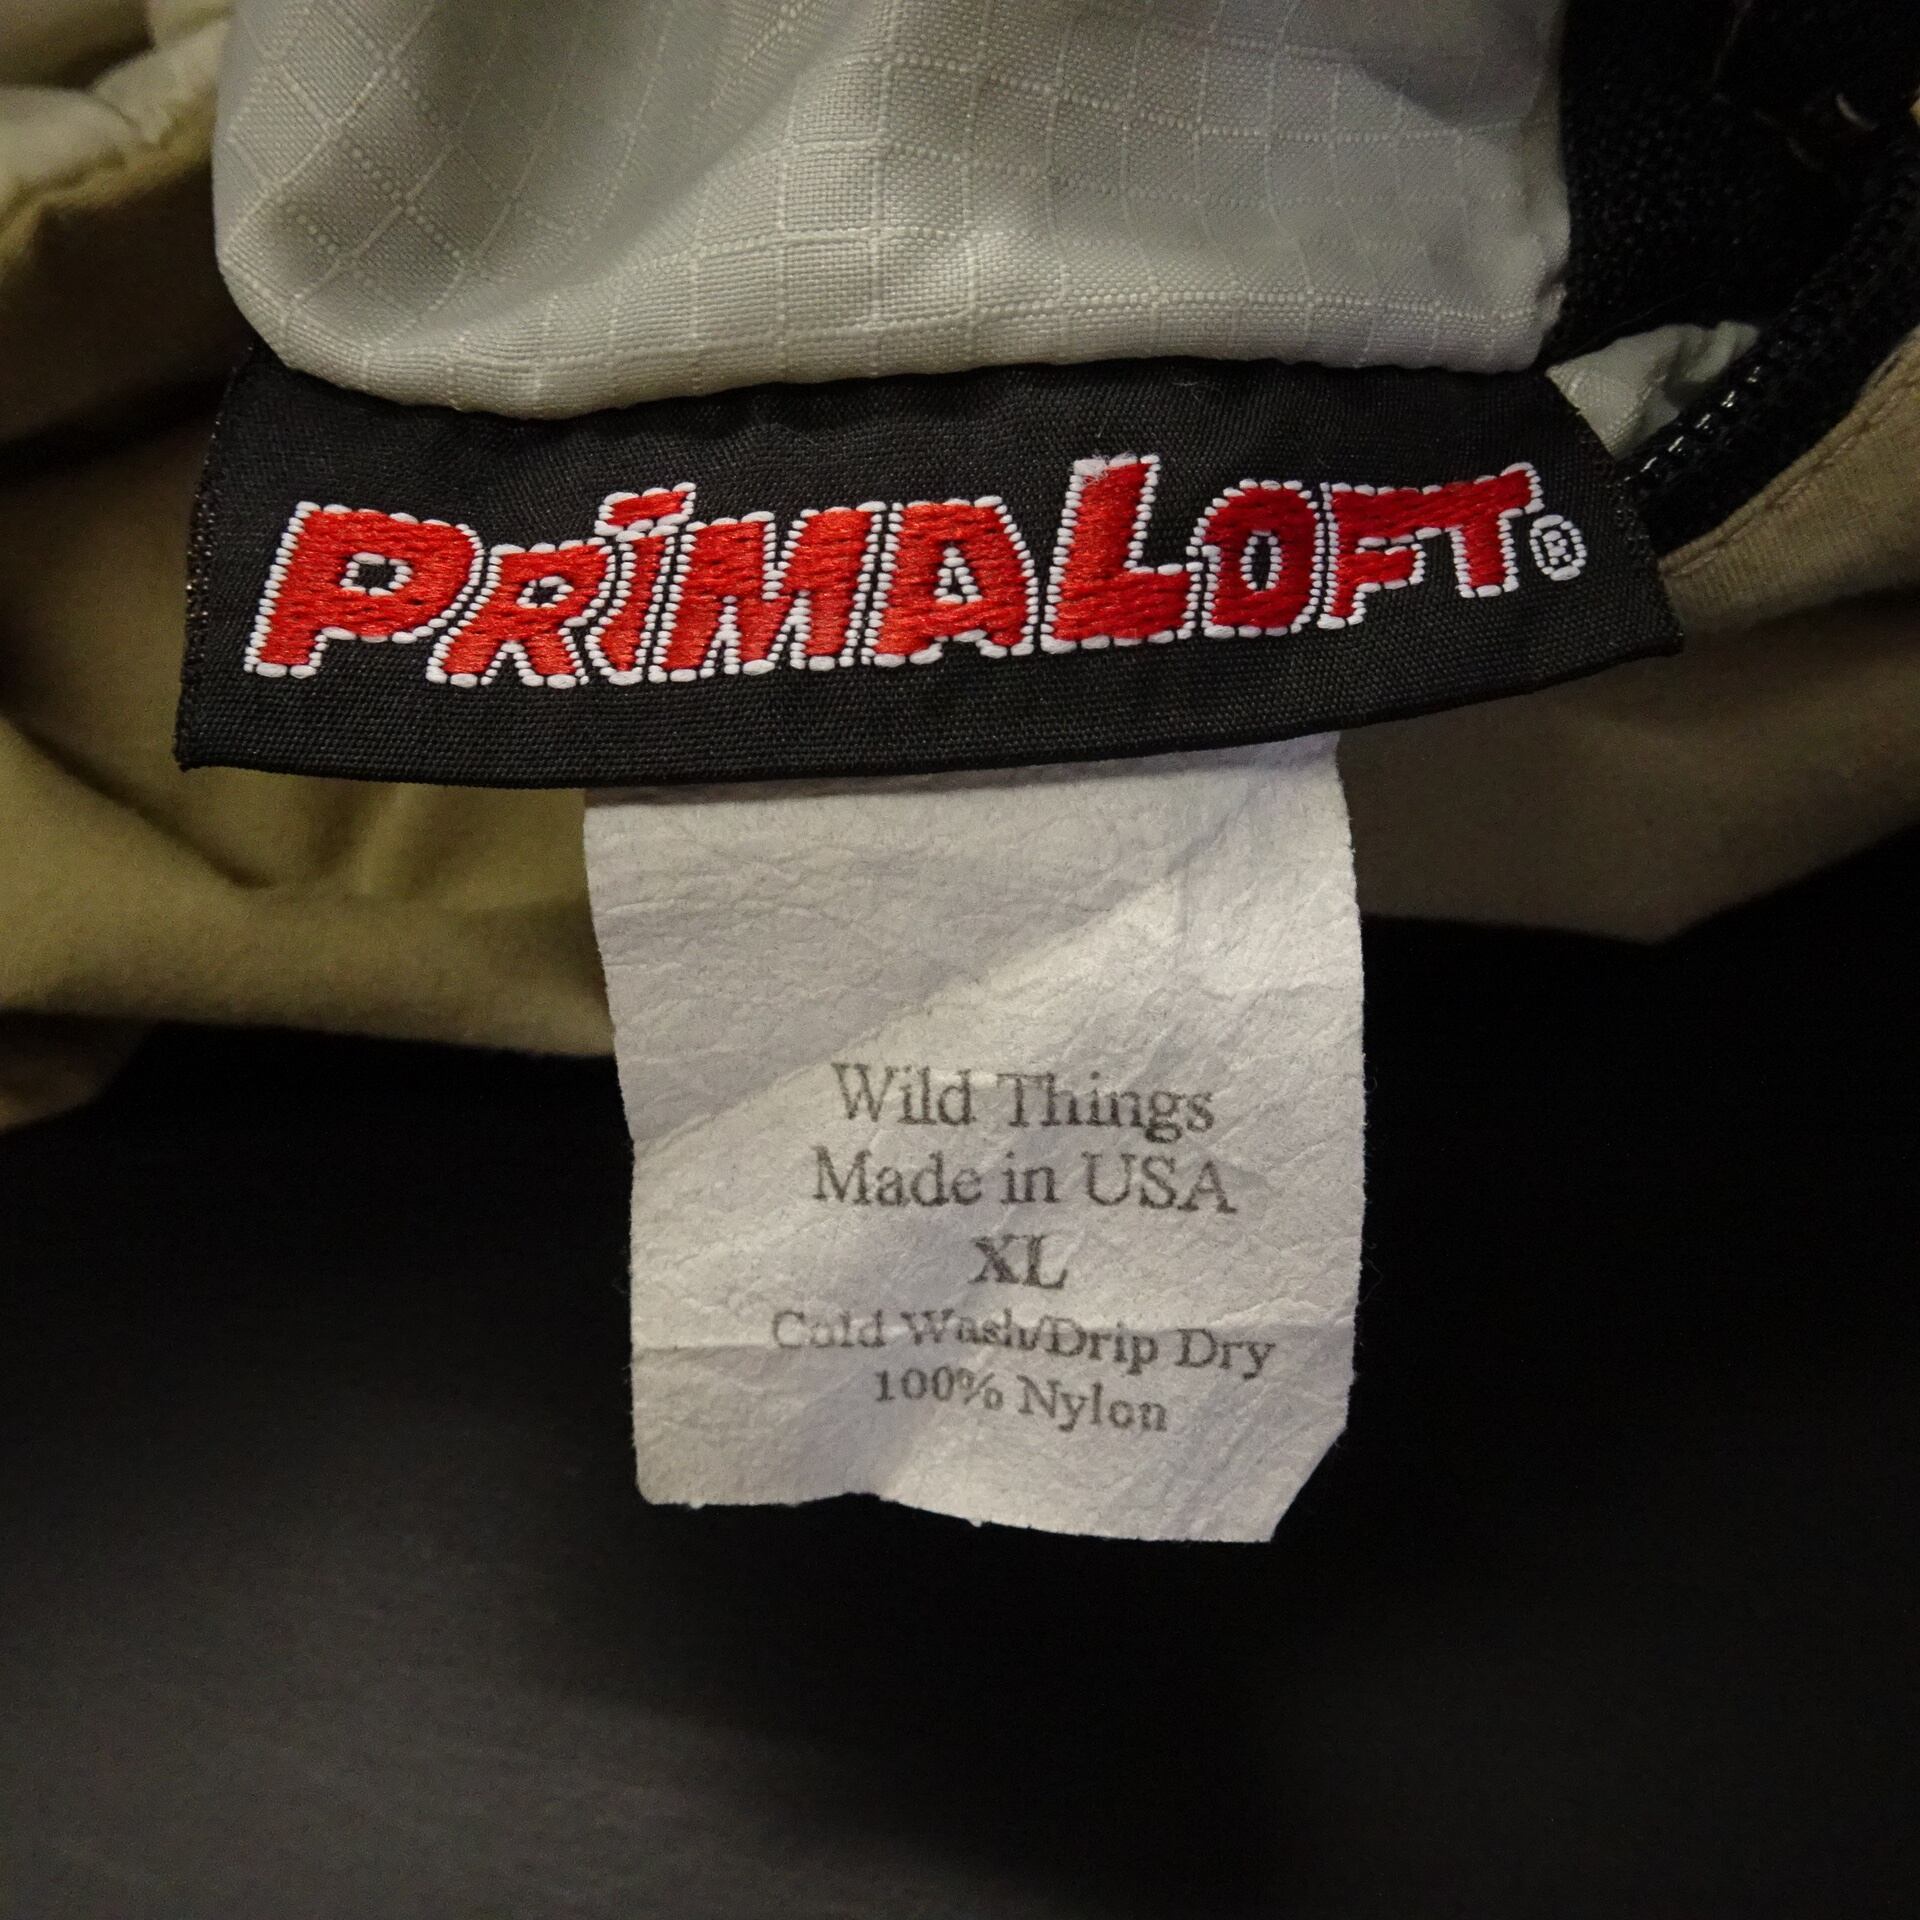 PRIMALOFT®
Wild Things
Made in USA
XL
Cold Wash/Drip Dry
100% Nylon